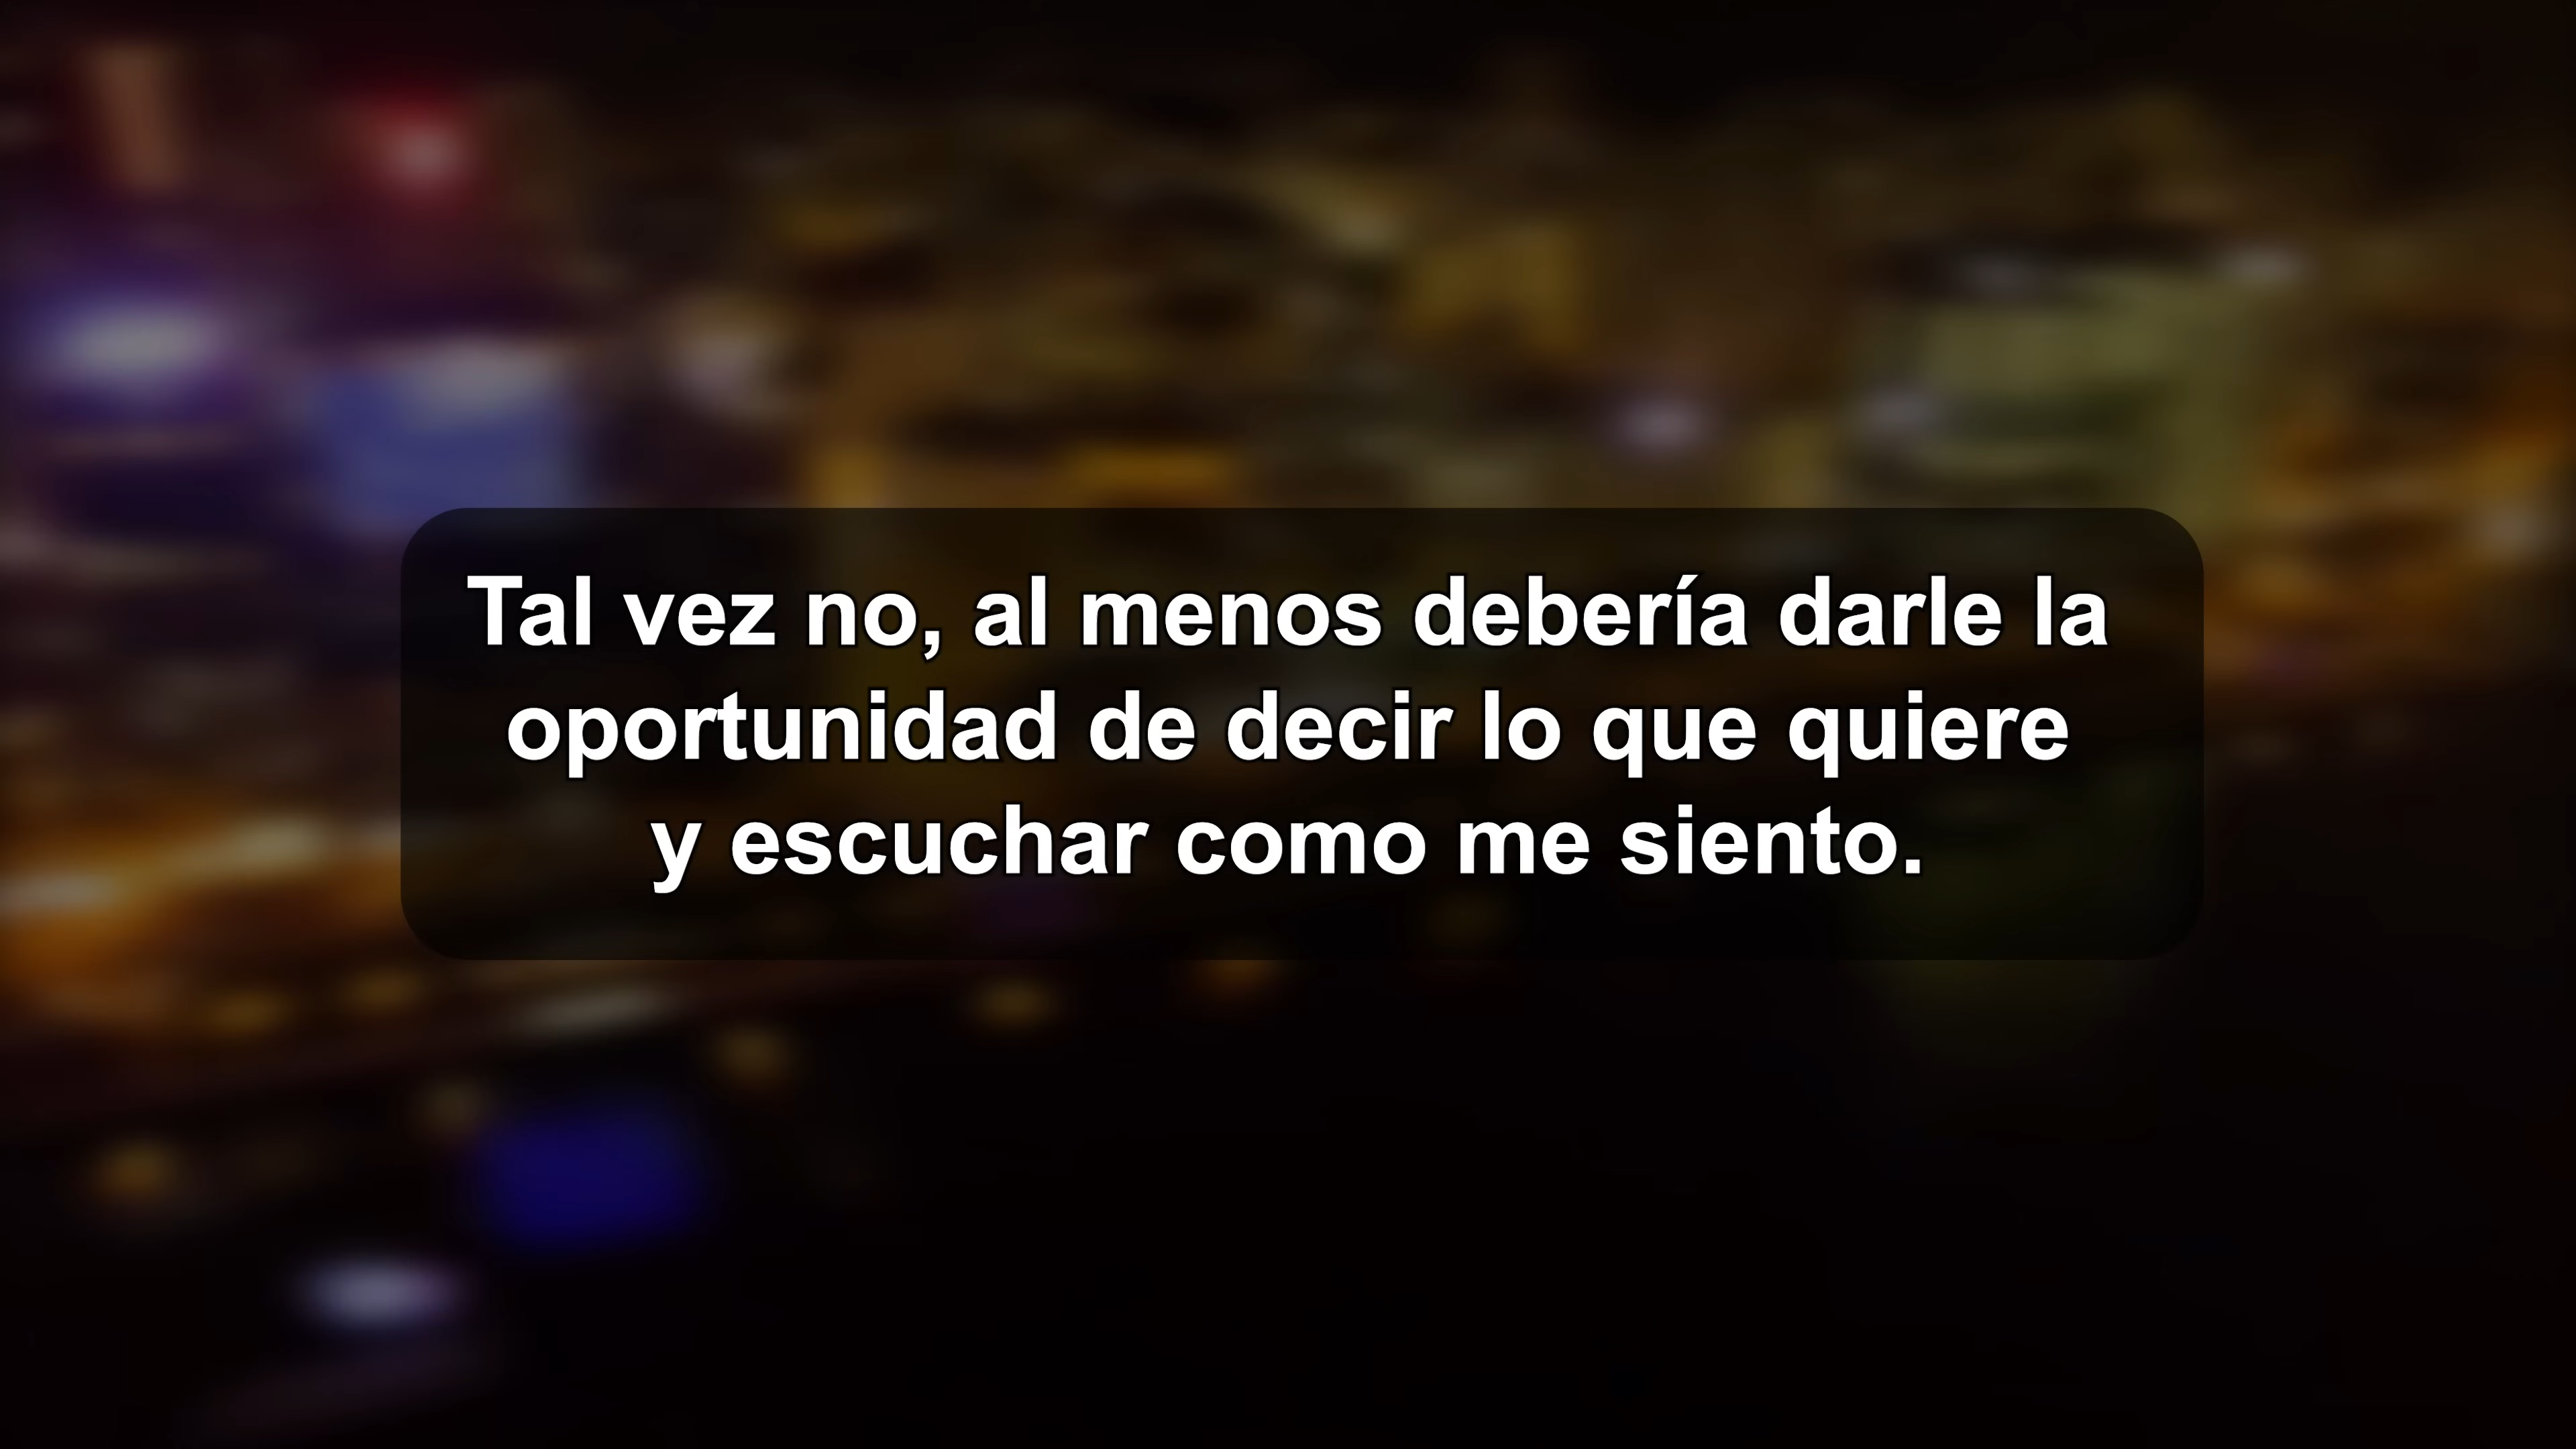 Tal vez no, al menos debería darle la
oportunidad de decir lo que quiere
y escuchar como me siento.